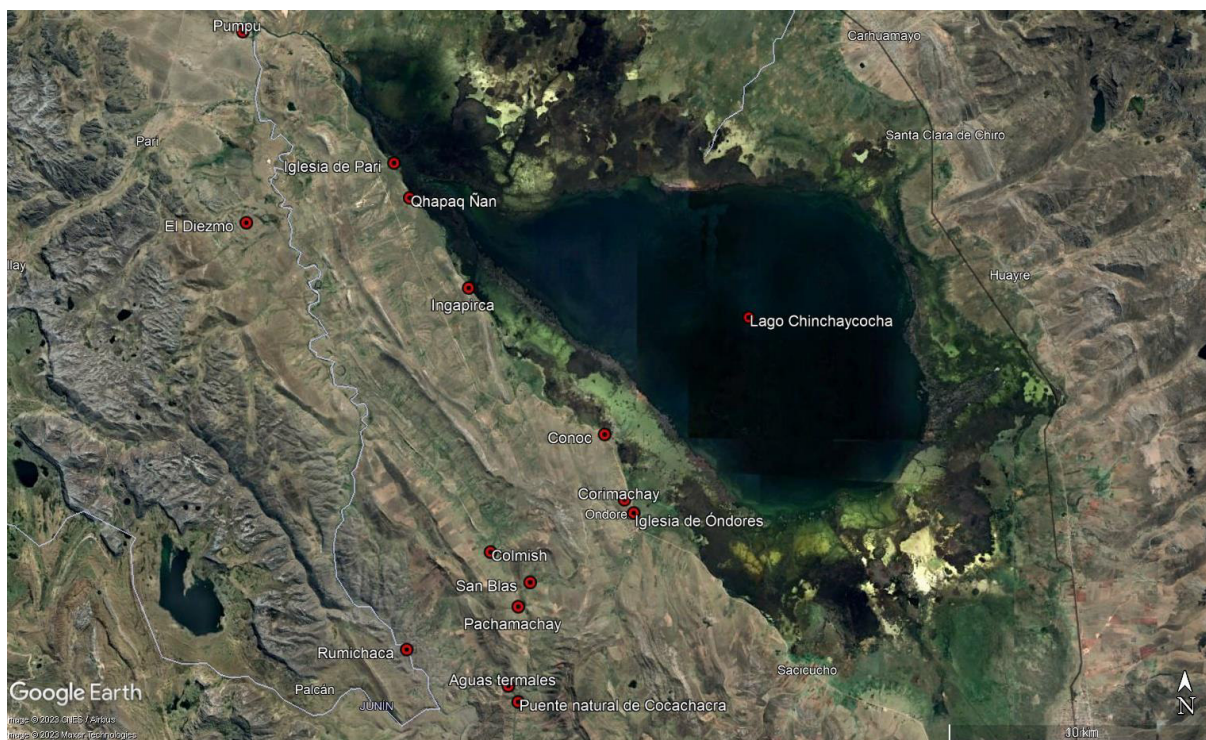 Pumpu
Carhuamayo
Pari
Santa Clara de Chiro
Iglesia de Pari
Qhapaq Ñan
El Diezmo
llay
Huayre
Ingapirca
Lago Chinchaycocha
Conoc
Corimachay
Ondore
Iglesia de Óndores
Colmish
San Blas
Pachamachay
Rumichaca
Sacicucho
Aguas termales
Palcán
JUNIN
Puente natural de Cocachacra
Google Earth
N
Image © 2023 CNES / Airbus
Image © 2023 Maxar Technologies
10 km